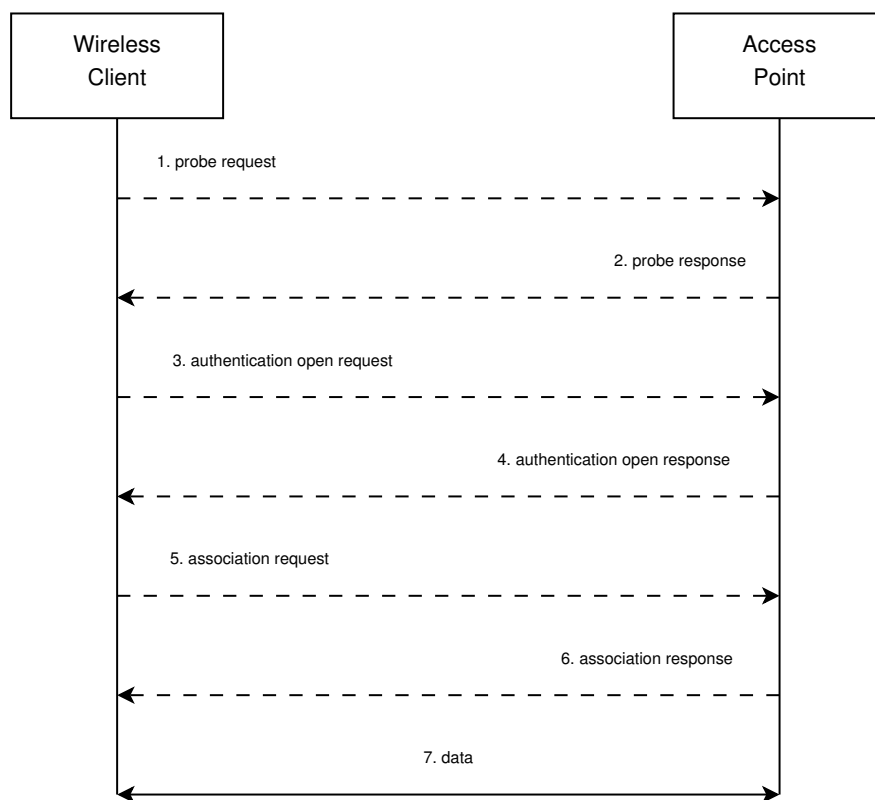 Wireless
Client
Access
Point
1. probe request
2. probe response
3. authentication open request
4. authentication open response
5. association request
6. association response
7. data